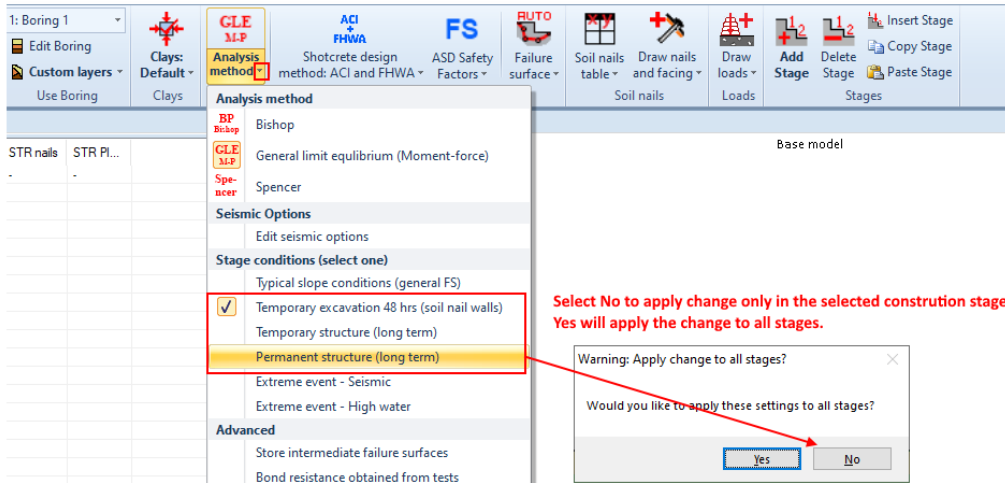 1: Boring 1
Edit Boring
Custom layers
Use Boring
Clays:
Default
Clays
GLE
M-P
Analysis
method
ACI
+
FHWA
Shotcrete design
method: ACI and FHWA
FS
ASD Safety
Factors
AUTO
Failure
surface
x,y
Soil nails
table
Draw nails
and facing
Soil nails
Draw
loads
Loads
1
+2
Add
Stage
1
2
Delete
Stage
Insert Stage
Copy Stage
Paste Stage
Stages
STR nails STR Pl...
- -
Analysis method
BP
Bishop
Bishop
GLE
M-P
General limit equlibrium (Moment-force)
Spe-
ncer
Spencer
Seismic Options
Edit seismic options
Stage conditions (select one)
Typical slope conditions (general FS)
Temporary excavation 48 hrs (soil nail walls)
Temporary structure (long term)
Permanent structure (long term)
Extreme event - Seismic
Extreme event - High water
Advanced
Store intermediate failure surfaces
Bond resistance obtained from tests
Base model
Select No to apply change only in the selected constrution stage
Yes will apply the change to all stages.
Warning: Apply change to all stages?
Would you like to apply these settings to all stages?
Yes
No